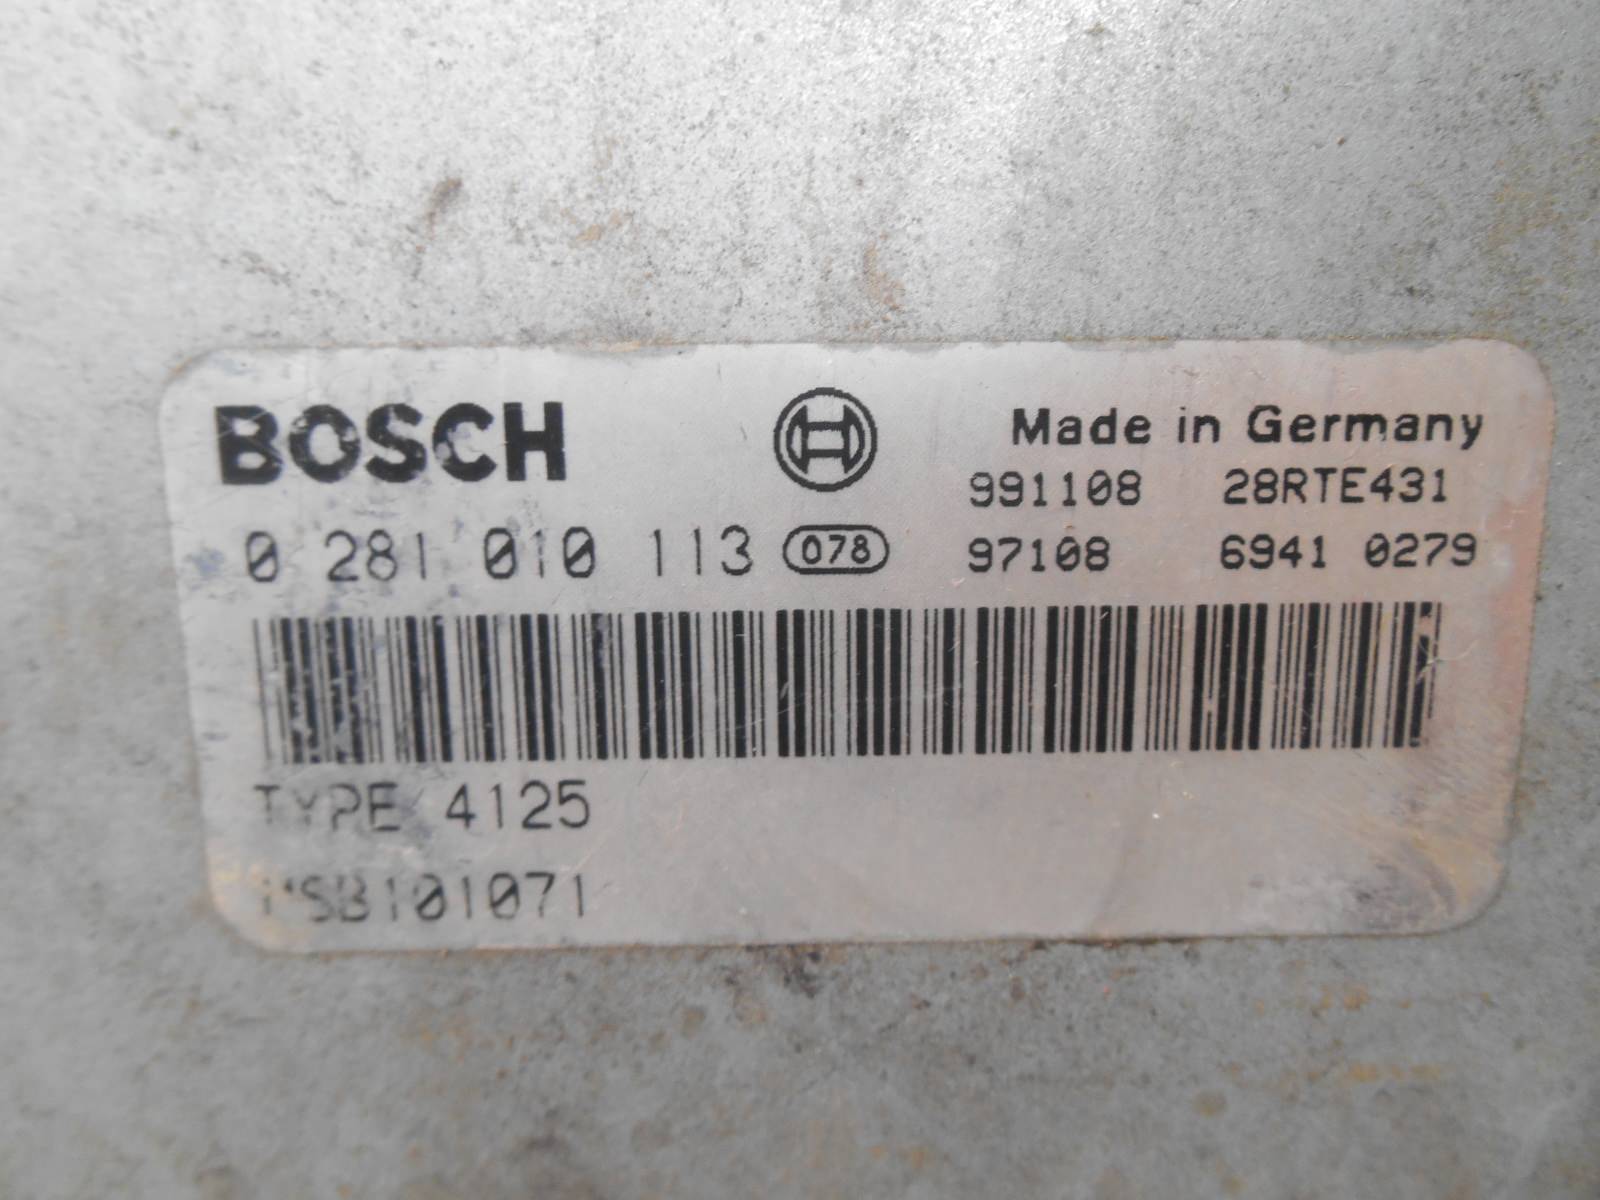 BOSCH
Made in Germany
991108 28RTE431
0 281 010 113 078 97108 6941 0279
TYPE 4125